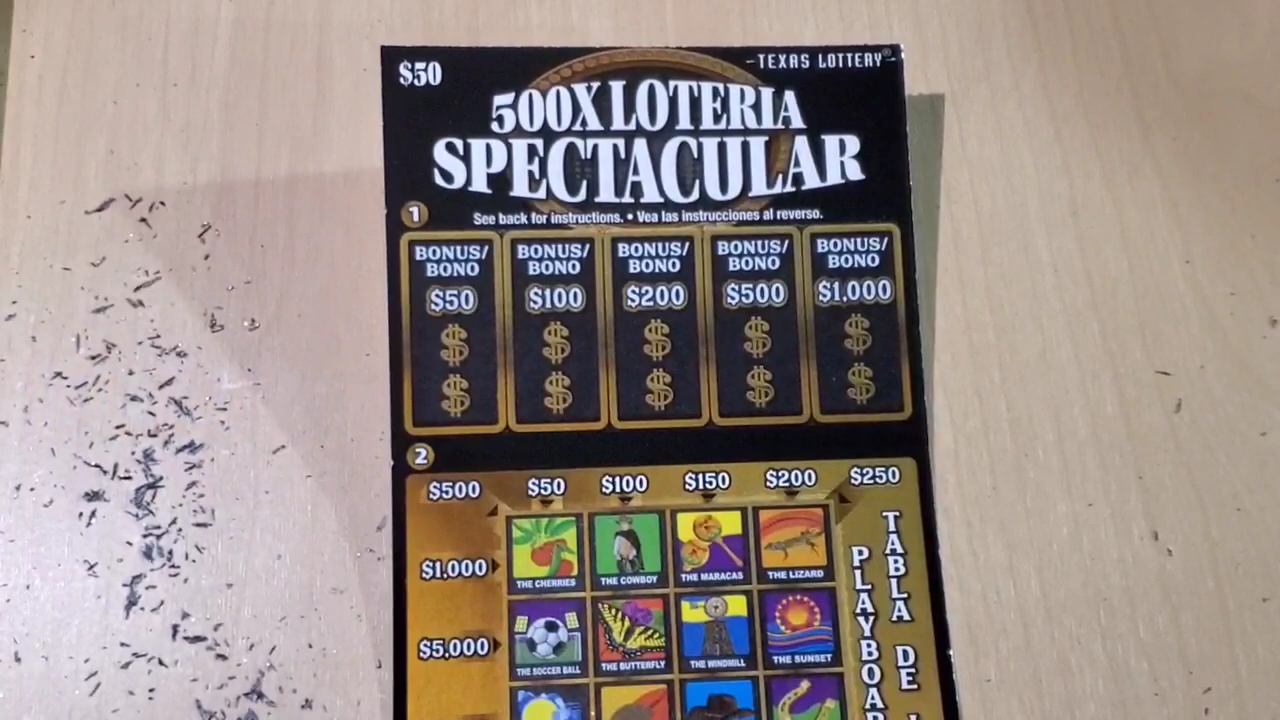 $50
-TEXAS LOTTERY®-
500X LOTERIA
SPECTACULAR
1
See back for instructions. • Vea las instrucciones al reverso.
BONUS/
BONO
$50
$
$
BONUS/
BONO
$100
$
$
BONUS/
BONO
$200
$
$
BONUS/
BONO
$500
$
$
BONUS/
BONO
$1,000
$
$
2
$500 $50 $100 $150 $200 $250
$1,000
THE CHERRIES THE COWBOY THE MARACAS THE LIZARD
$5,000
THE SOCCER BALL THE BUTTERFLY THE WINDMILL THE SUNSET
TABLA DE